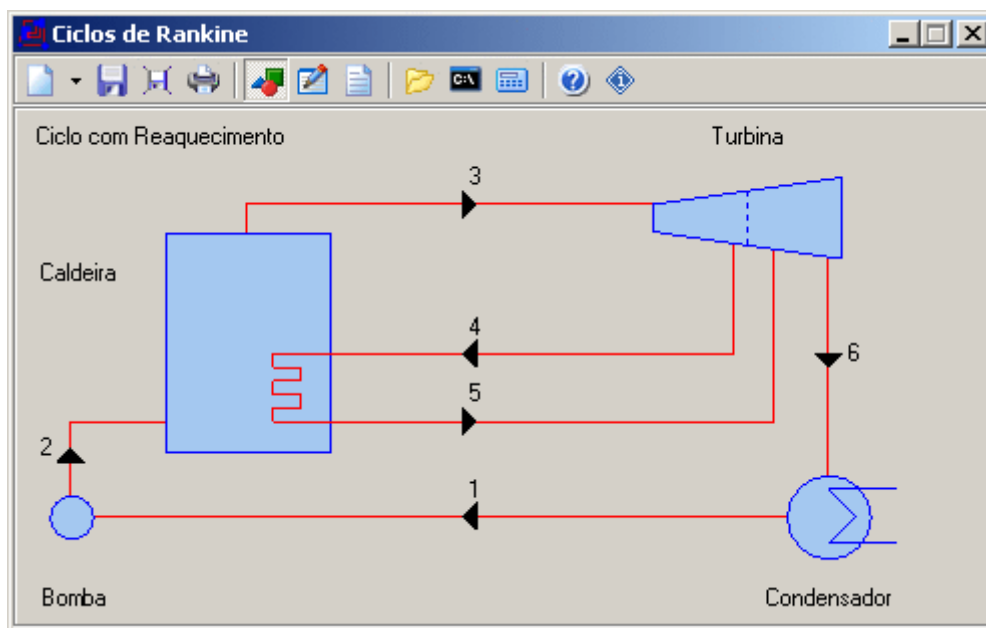 Ciclos de Rankine
C:\
Ciclo com Reaquecimento
Turbina
3
Caldeira
4
6
5
2
1
Bomba
Condensador